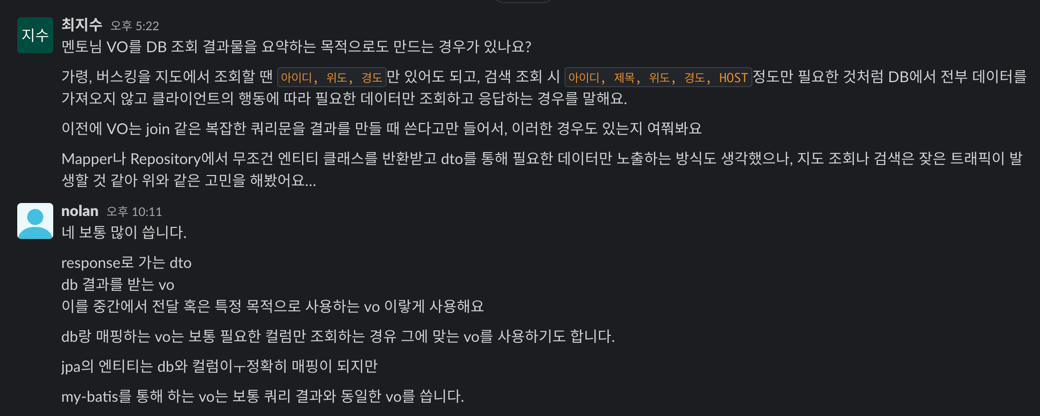 지수
최지수 오후 5:22
멘토님 VO를 DB 조회 결과물을 요약하는 목적으로도 만드는 경우가 있나요?
가령, 버스킹을 지도에서 조회할 땐 아이디, 위도, 경도만 있어도 되고, 검색 조회 시 아이디, 제목, 위도, 경도, HOST정도만 필요한 것처럼 DB에서 전부 데이터를
가져오지 않고 클라이언트의 행동에 따라 필요한 데이터만 조회하고 응답하는 경우를 말해요.
이전에 VO는 join 같은 복잡한 쿼리문을 결과를 만들 때 쓴다고만 들어서, 이러한 경우도 있는지 여쭤봐요
Mapper나 Repository에서 무조건 엔티티 클래스를 반환받고 dto를 통해 필요한 데이터만 노출하는 방식도 생각했으나, 지도 조회나 검색은 잦은 트래픽이 발
생할 것 같아 위와 같은 고민을 해봤어요...
nolan 오후 10:11
네 보통 많이 씁니다.
response로 가는 dto
db 결과를 받는 vo
이를 중간에서 전달 혹은 특정 목적으로 사용하는 vo 이랗게 사용해요
db랑 매핑하는 vo는 보통 필요한 컬럼만 조회하는 경유 그에 맞는 vo를 사용하기도 합니다.
jpa의 엔티티는 db와 컬럼이ㅜ정확히 매핑이 되지만
my-batis를 통해 하는 vo는 보통 쿼리 결과와 동일한 vo를 씁니다.